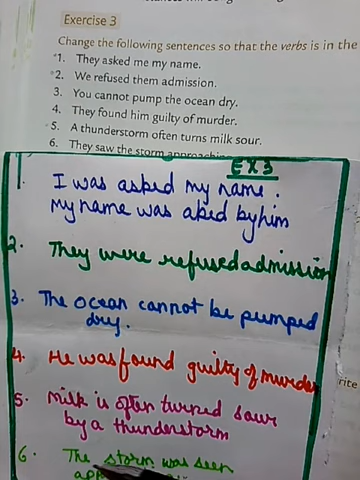 Exercise 3
Change the following sentences so that the verbs is in the
1. They asked me my name.
2. We refused them admission.
3. You cannot pump the ocean dry.
4. They found him guilty of murder.
5. A thunderstorm often turns milk sour.
6. They saw the storm approaching
EX 3
1. I was asked my name.
my name was aked by him
2. They were refused admission
3. The ocean cannot be pumped
dry.
4. He was found guilty of murder
5. Milk is often turned sour
by a thunderstorm
6. The storm was seen